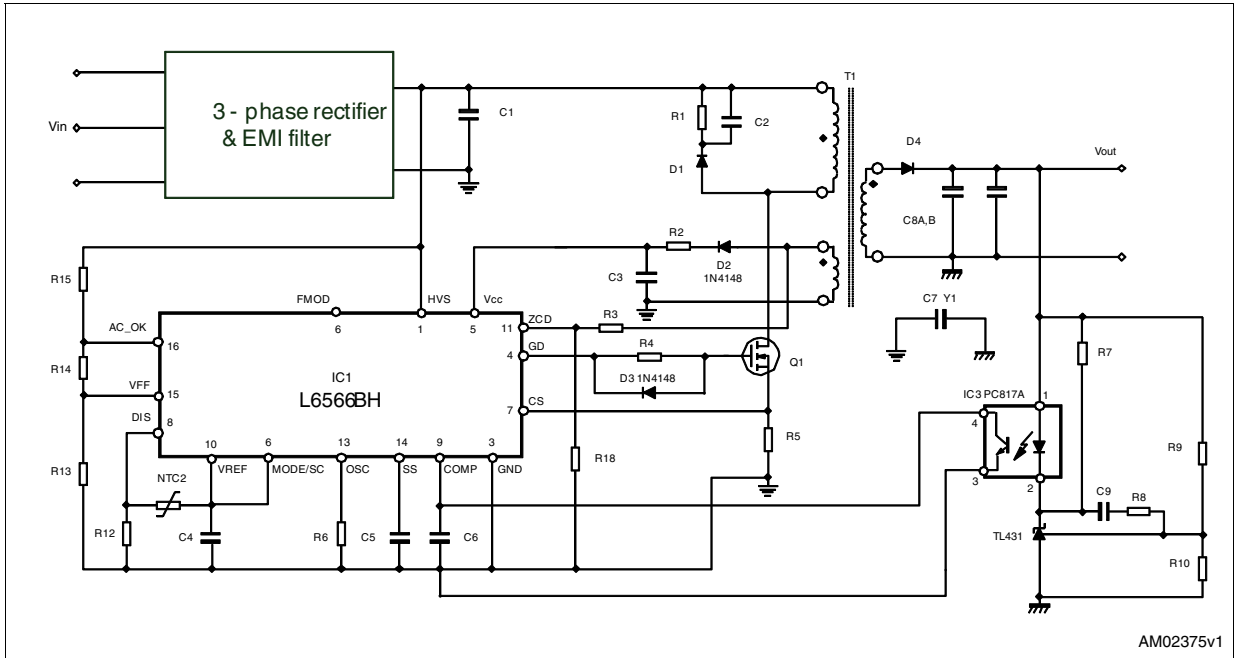 T1
3 - phase rectifier
& EMI filter
Vin
C1
R1
C2
D1
D4
Vout
C8A,B
R2
D2
1N4148
C3
C7 Y1
R15
FMOD
HVS
Vcc
6
1
5
AC_OK
16
11
ZCD
R3
4
GD
R4
Q1
D3 1N4148
R14
IC1
L6566BH
VFF
15
DIS
8
7
CS
R5
R7
IC3 PC817A
1
4
3
2
R9
10
6
13
14
9
3
VREF
MODE/SC
OSC
SS
COMP
GND
R13
NTC2
R18
R12
C4
R6
C5
C6
C9
R8
TL431
R10
AM02375v1